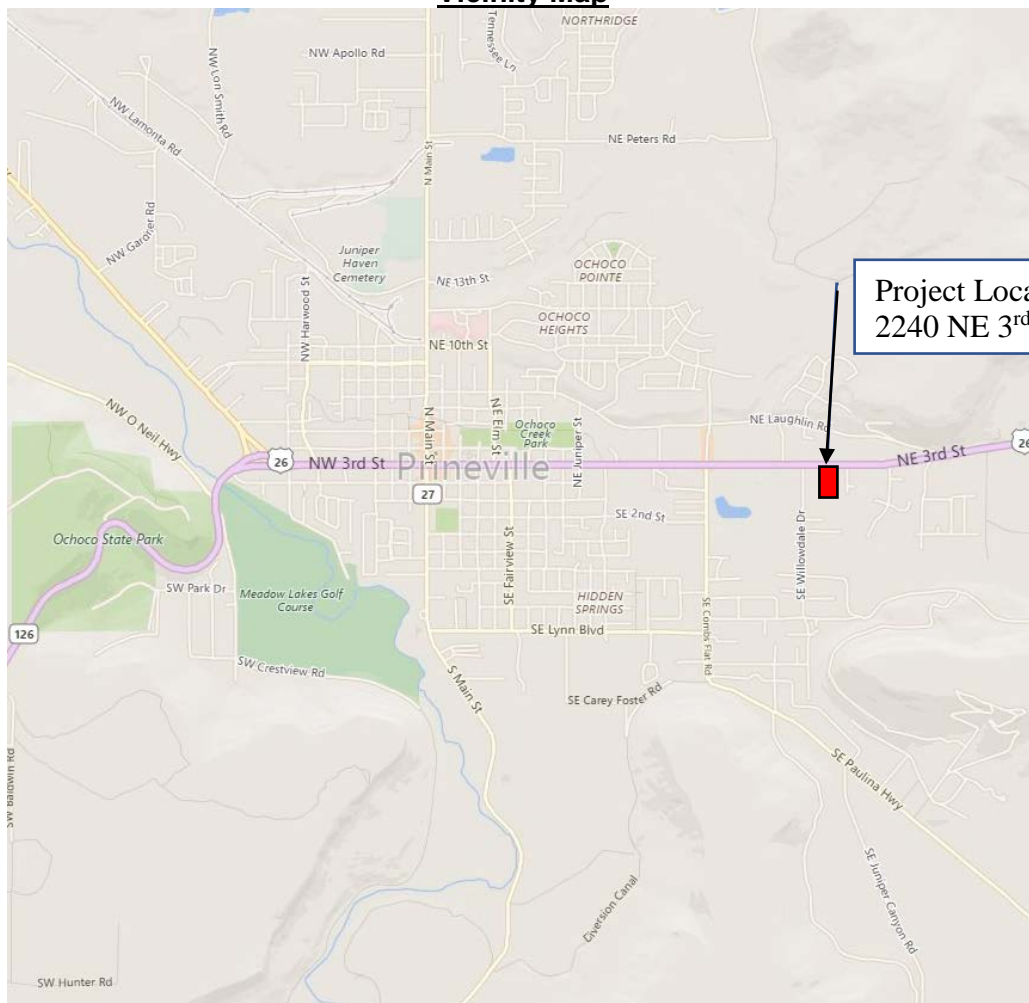 Vicinity Map
NORTHRIDGE
Tennessee Ln
NW Apollo Rd
NW Lon Smith Rd
NW Lamonta Rd
N Main St
NE Peters Rd
NW Gardner Rd
Juniper
Haven
Cemetery
OCHOCO
POINTE
NE 13th St
Project Loca
2240 NE 3rd
NW Harwood St
OCHOCO
HEIGHTS
NE 10th St
NW O Neil Hwy
N Main St
NE Elm St
Ochoco
Creek
Park
NE Juniper St
NE Laughlin Rd
26
NW 3rd St
Prineville
NE 3rd St
26
27
SE 2nd St
Ochoco State Park
SE Fairview St
SE Willowdale Dr
SW Park Dr
Meadow Lakes Golf
Course
HIDDEN
SPRINGS
126
SE Lynn Blvd
SE Combs Flat Rd
SW Crestview Rd
S Main St
SE Carey Foster Rd
SW Baldwin Rd
SE Paulina Hwy
SE Juniper Canyon Rd
Diversion Canal
SW Hunter Rd